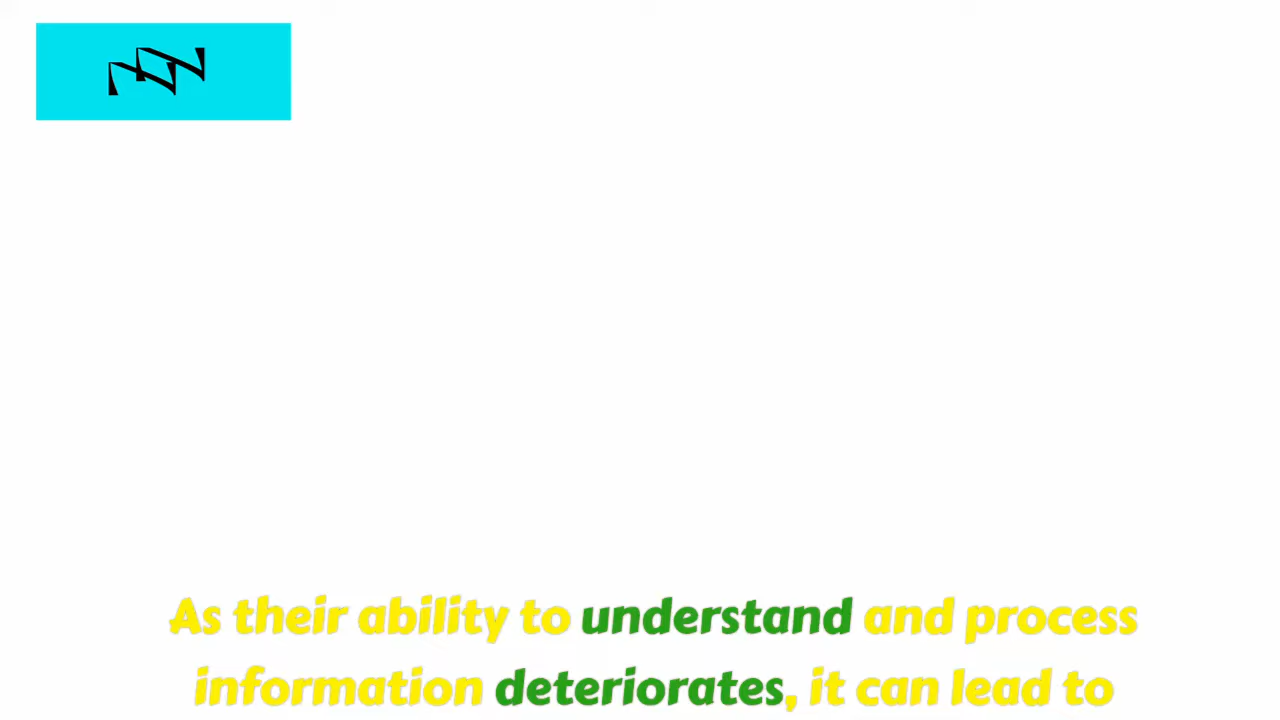 As their ability to understand and process
information deteriorates, it can lead to